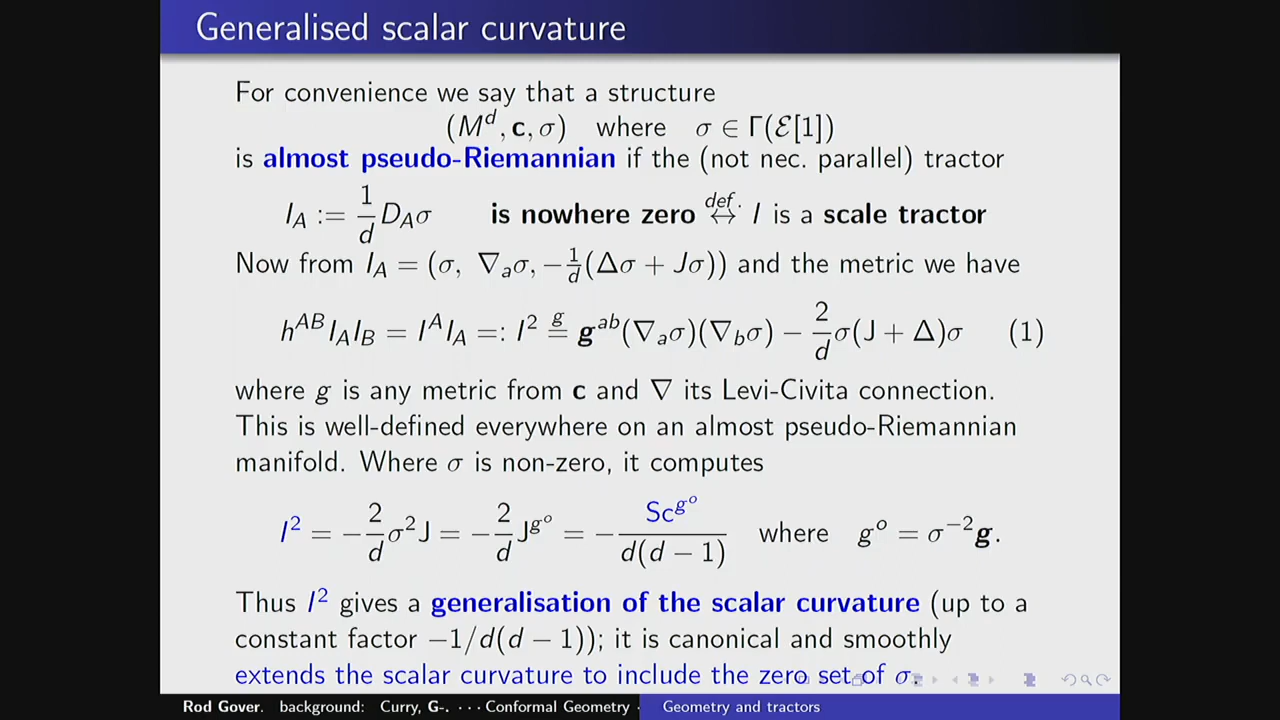 Generalised scalar curvature
For convenience we say that a structure
(M^d, c, σ) where σ ∈ Γ(ℰ[1])
is almost pseudo-Riemannian if the (not nec. parallel) tractor
I_A := 1/d D_A σ is nowhere zero ↔^{def.} I is a scale tractor
Now from I_A = (σ, ∇_a σ, −1/d(Δσ + Jσ)) and the metric we have
h^{AB} I_A I_B = I^A I_A =: I^2 =^g g^{ab}(∇_a σ)(∇_b σ) − 2/d σ(J + Δ)σ (1)
where g is any metric from c and ∇ its Levi-Civita connection.
This is well-defined everywhere on an almost pseudo-Riemannian
manifold. Where σ is non-zero, it computes
I^2 = −2/d σ^2 J = −2/d J^{g^o} = −Sc^{g^o}/d(d − 1) where g^o = σ^{−2} g.
Thus I^2 gives a generalisation of the scalar curvature (up to a
constant factor −1/d(d − 1)); it is canonical and smoothly
extends the scalar curvature to include the zero set of σ.
Rod Gover. background: Curry, G-. · · · Conformal Geometry · Geometry and tractors